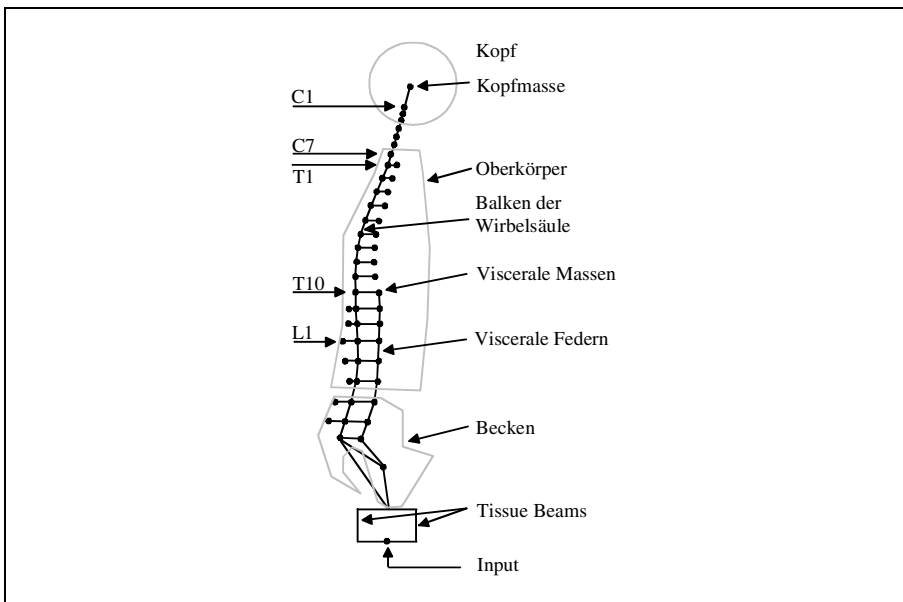 Kopf
Kopfmasse
C1
C7
T1
Oberkörper
Balken der
Wirbelsäule
T10
Viscerale Massen
L1
Viscerale Federn
Becken
Tissue Beams
Input